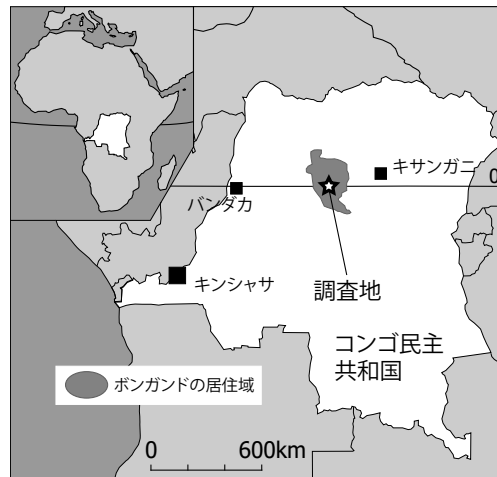 キサンガニ
0
バンダカ
キンシャサ
調査地
コンゴ民主
共和国
ボンガンドの居住域
0 600km